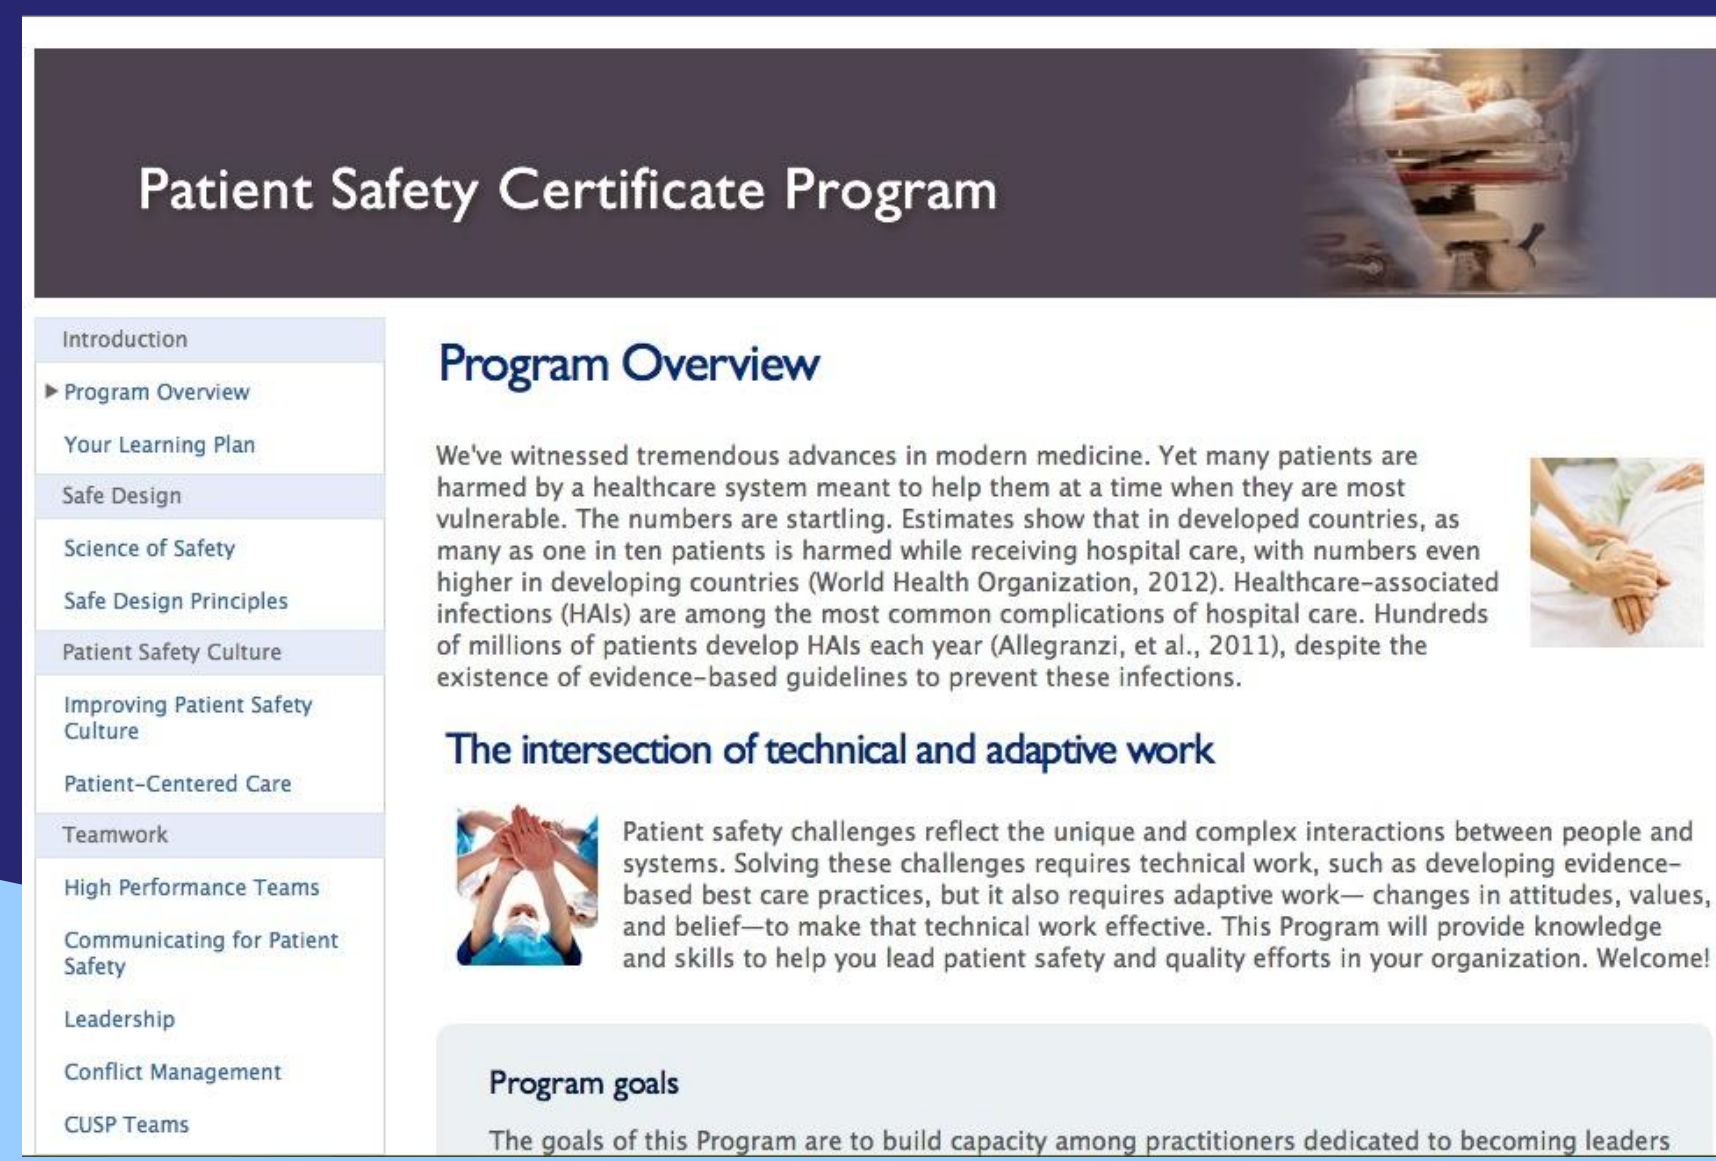 Patient Safety Certificate Program
Introduction
Program Overview
Your Learning Plan
Safe Design
Science of Safety
Safe Design Principles
Patient Safety Culture
Improving Patient Safety
Culture
Patient-Centered Care
Teamwork
High Performance Teams
Communicating for Patient
Safety
Leadership
Conflict Management
CUSP Teams
Program Overview
We've witnessed tremendous advances in modern medicine. Yet many patients are
harmed by a healthcare system meant to help them at a time when they are most
vulnerable. The numbers are startling. Estimates show that in developed countries, as
many as one in ten patients is harmed while receiving hospital care, with numbers even
higher in developing countries (World Health Organization, 2012). Healthcare-associated
infections (HAIs) are among the most common complications of hospital care. Hundreds
of millions of patients develop HAIs each year (Allegranzi, et al., 2011), despite the
existence of evidence-based guidelines to prevent these infections.
The intersection of technical and adaptive work
Patient safety challenges reflect the unique and complex interactions between people and
systems. Solving these challenges requires technical work, such as developing evidence-
based best care practices, but it also requires adaptive work— changes in attitudes, values,
and belief—to make that technical work effective. This Program will provide knowledge
and skills to help you lead patient safety and quality efforts in your organization. Welcome!
Program goals
The goals of this Program are to build capacity among practitioners dedicated to becoming leaders